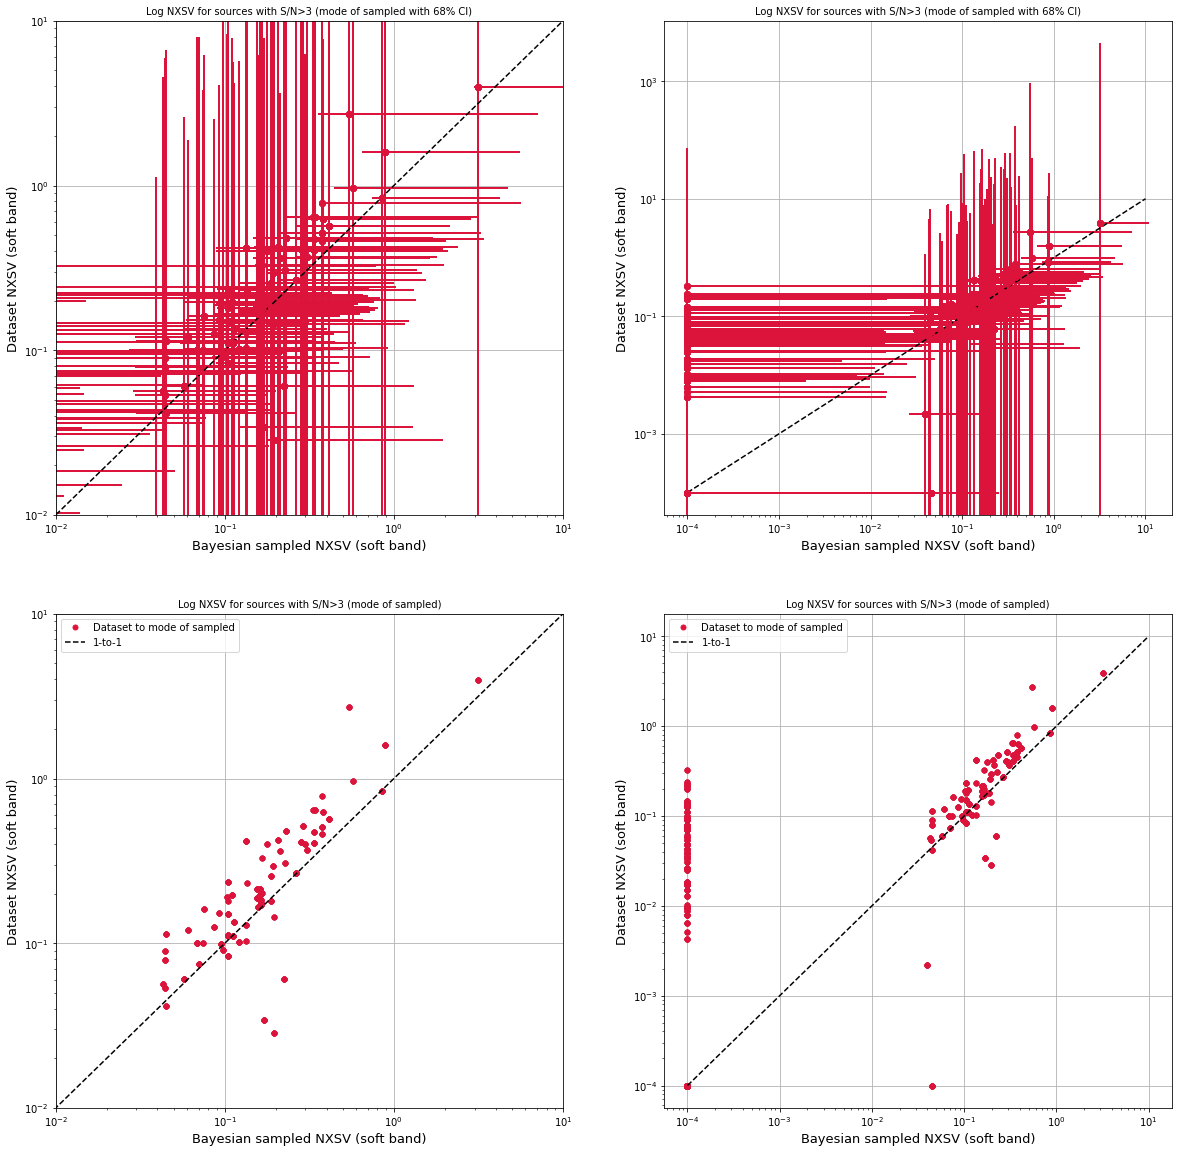 Log NXSV for sources with S/N>3 (mode of sampled with 68% CI)
10^1
10^0
10^-1
10^-2
Dataset NXSV (soft band)
10^-2
10^-1
10^0
10^1
Bayesian sampled NXSV (soft band)
Log NXSV for sources with S/N>3 (mode of sampled with 68% CI)
10^3
10^1
10^-1
10^-3
Dataset NXSV (soft band)
10^-4
10^-3
10^-2
10^-1
10^0
10^1
Bayesian sampled NXSV (soft band)
Log NXSV for sources with S/N>3 (mode of sampled)
Dataset to mode of sampled
1-to-1
10^1
10^0
10^-1
10^-2
Dataset NXSV (soft band)
10^-2
10^-1
10^0
10^1
Bayesian sampled NXSV (soft band)
Log NXSV for sources with S/N>3 (mode of sampled)
Dataset to mode of sampled
1-to-1
10^1
10^0
10^-1
10^-2
10^-3
10^-4
Dataset NXSV (soft band)
10^-4
10^-3
10^-2
10^-1
10^0
10^1
Bayesian sampled NXSV (soft band)